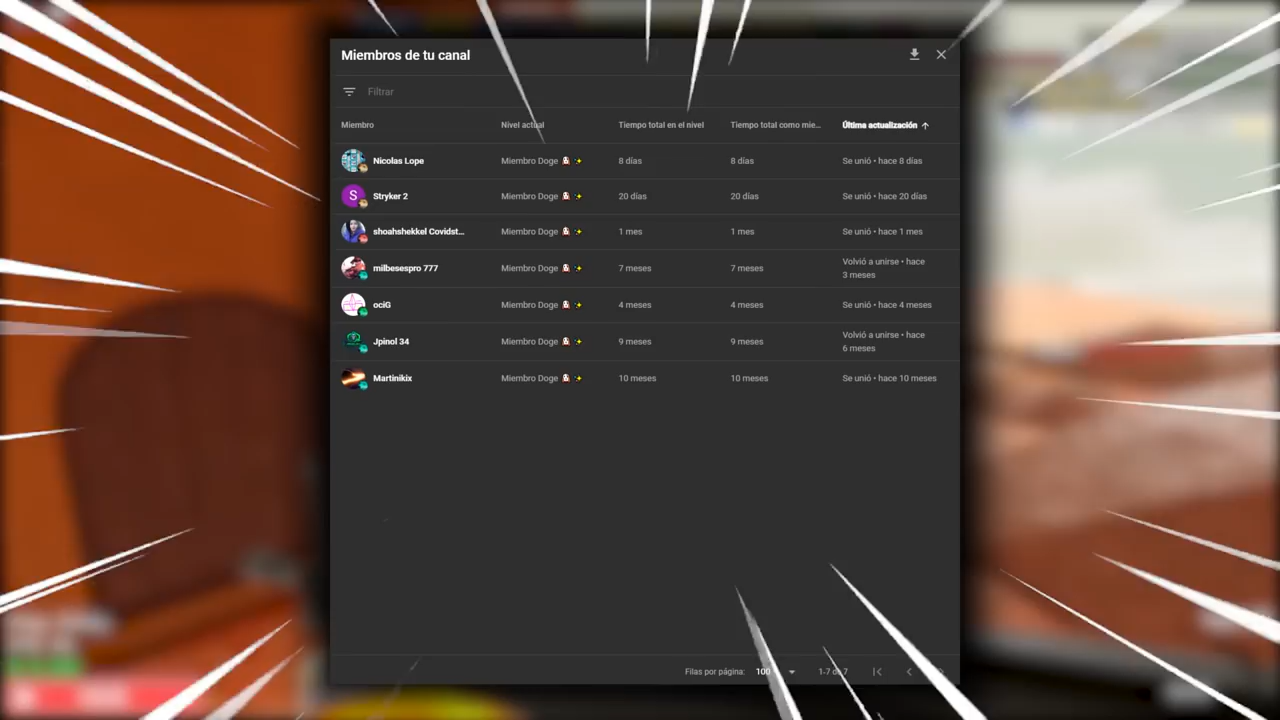 Miembros de tu canal
Filtrar
Miembro Nivel actual Tiempo total en el nivel Tiempo total como mie... Última actualización
Nicolas Lope Miembro Doge 8 días 8 días Se unió • hace 8 días
Stryker 2 Miembro Doge 20 días 20 días Se unió • hace 20 días
shoahshekkel Covidst... Miembro Doge 1 mes 1 mes Se unió • hace 1 mes
milbesespro 777 Miembro Doge 7 meses 7 meses Volvió a unirse • hace
3 meses
ociG Miembro Doge 4 meses 4 meses Se unió • hace 4 meses
Jpinol 34 Miembro Doge 9 meses 9 meses Volvió a unirse • hace
6 meses
Martinikix Miembro Doge 10 meses 10 meses Se unió • hace 10 meses
Filas por página: 100 1-7 de 7